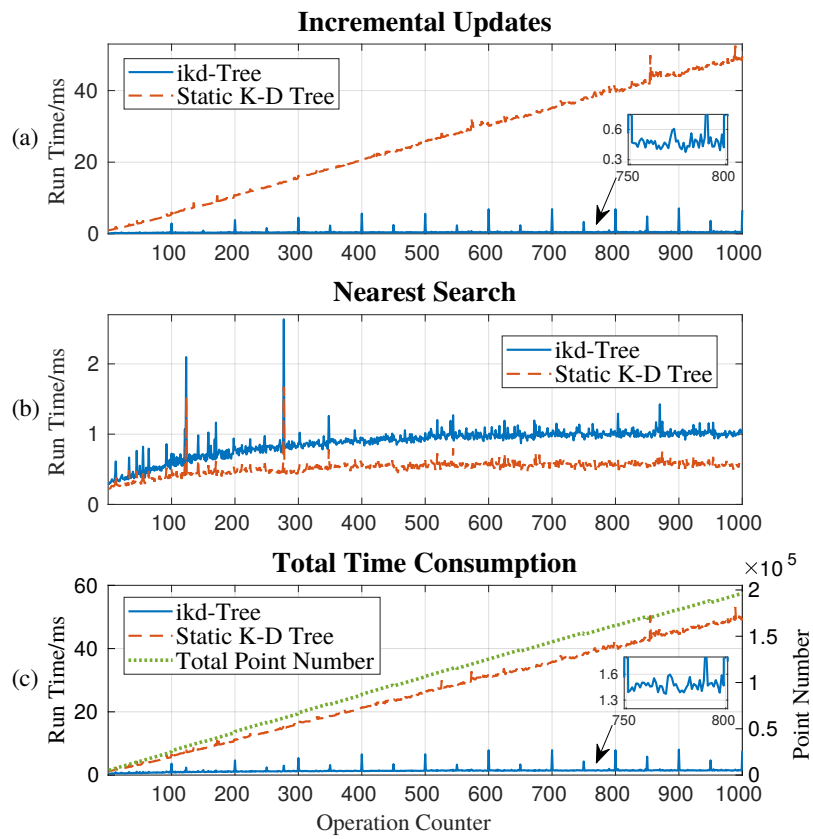 Incremental Updates
ikd-Tree
Static K-D Tree
(a)
Run Time/ms
40
20
0
0.6
0.3
750
800
100 200 300 400 500 600 700 800 900 1000
Nearest Search
ikd-Tree
Static K-D Tree
(b)
Run Time/ms
2
1
0
100 200 300 400 500 600 700 800 900 1000
Total Time Consumption
×10^5
ikd-Tree
Static K-D Tree
Total Point Number
(c)
Run Time/ms
60
40
20
0
1.6
1.3
750
800
2
1.5
1
0.5
0
Point Number
100 200 300 400 500 600 700 800 900 1000
Operation Counter